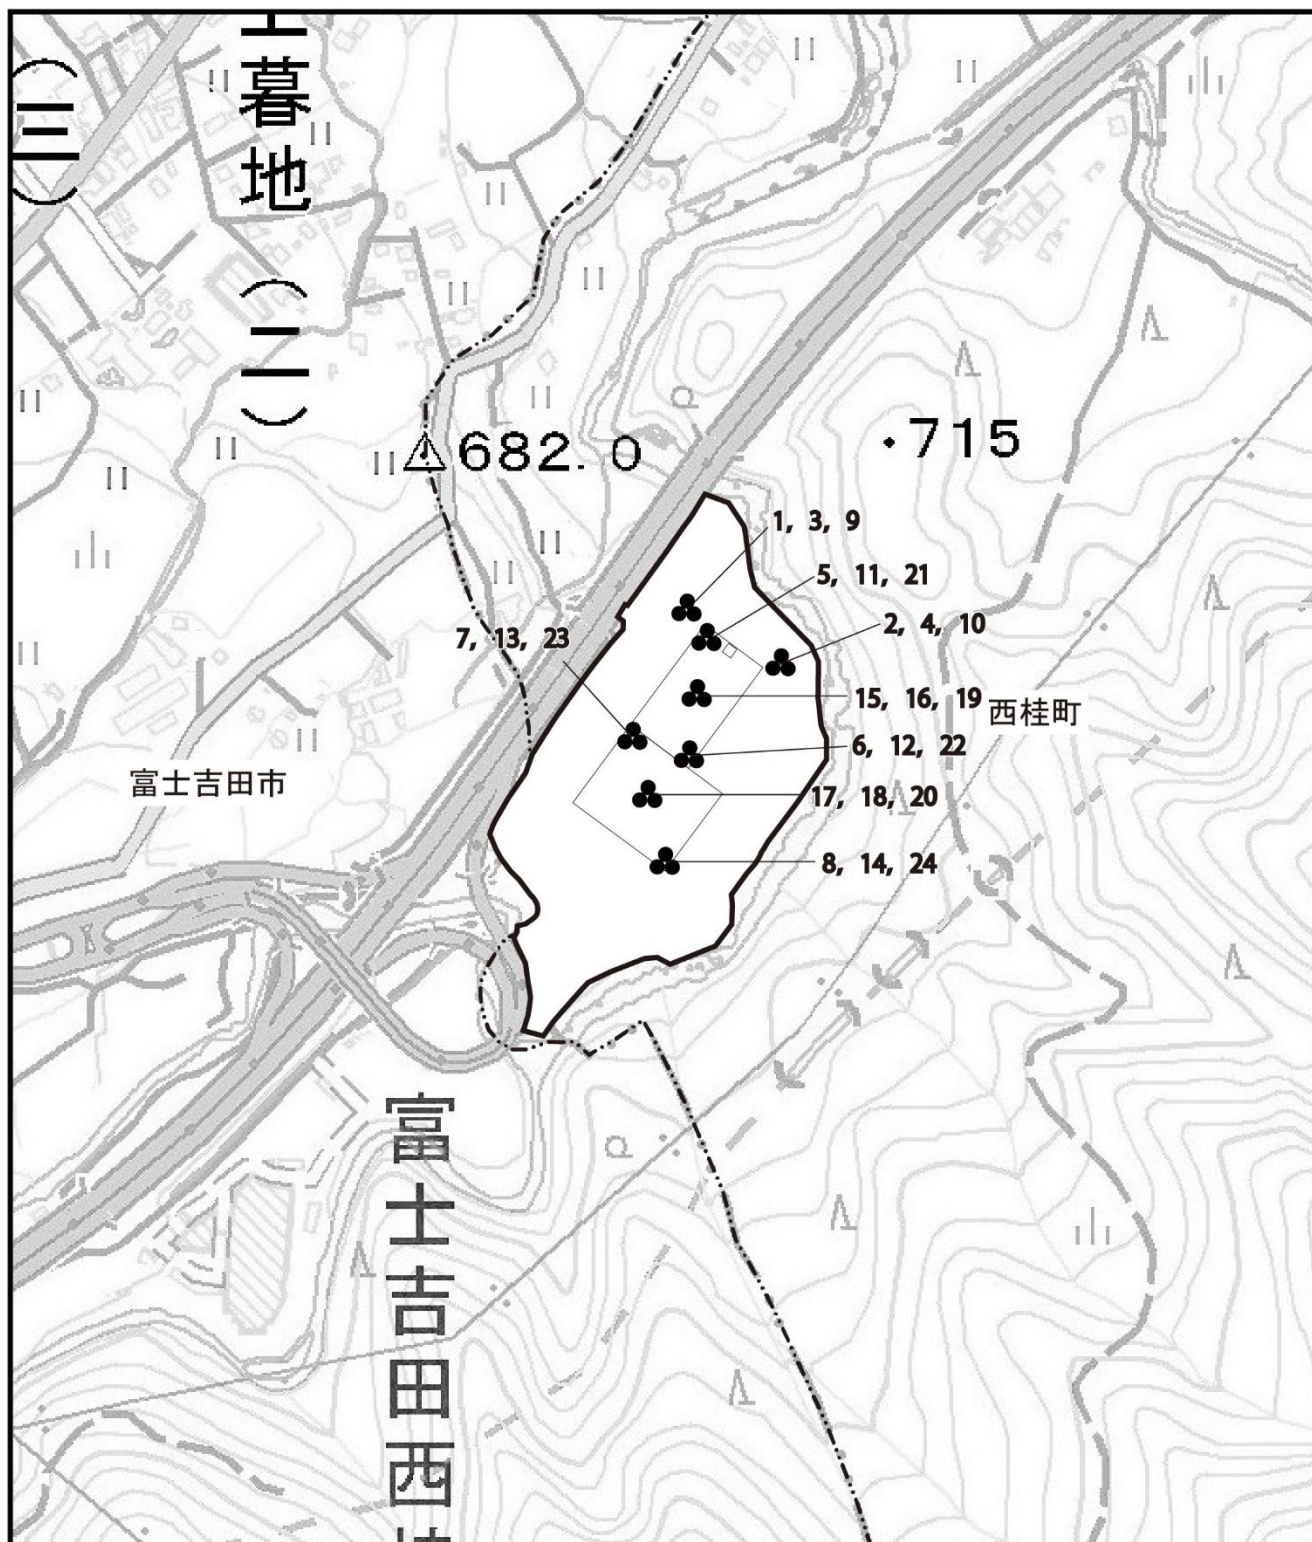 上暮地(二)
(三)
682.0
・715
1, 3, 9
5, 11, 21
2, 4, 10
7, 13, 23
15, 16, 19
西桂町
6, 12, 22
富士吉田市
17, 18, 20
8, 14, 24
富士吉田西